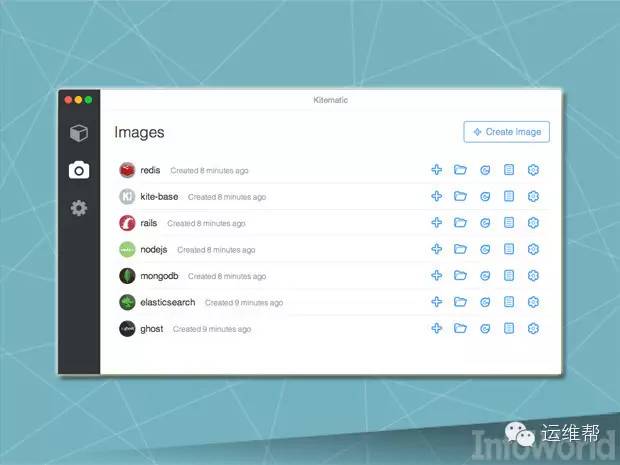 Kitematic
Images
Create Image
redis Created 8 minutes ago
kite-base Created 8 minutes ago
rails Created 8 minutes ago
nodejs Created 8 minutes ago
mongodb Created 8 minutes ago
elasticsearch Created 9 minutes ago
ghost Created 9 minutes ago
运维帮
InfoWorld